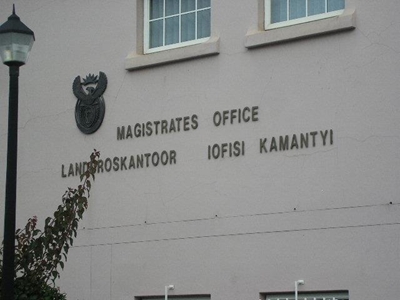 MAGISTRATES OFFICE
LANDDROSKANTOOR IOFISI KAMANTYI